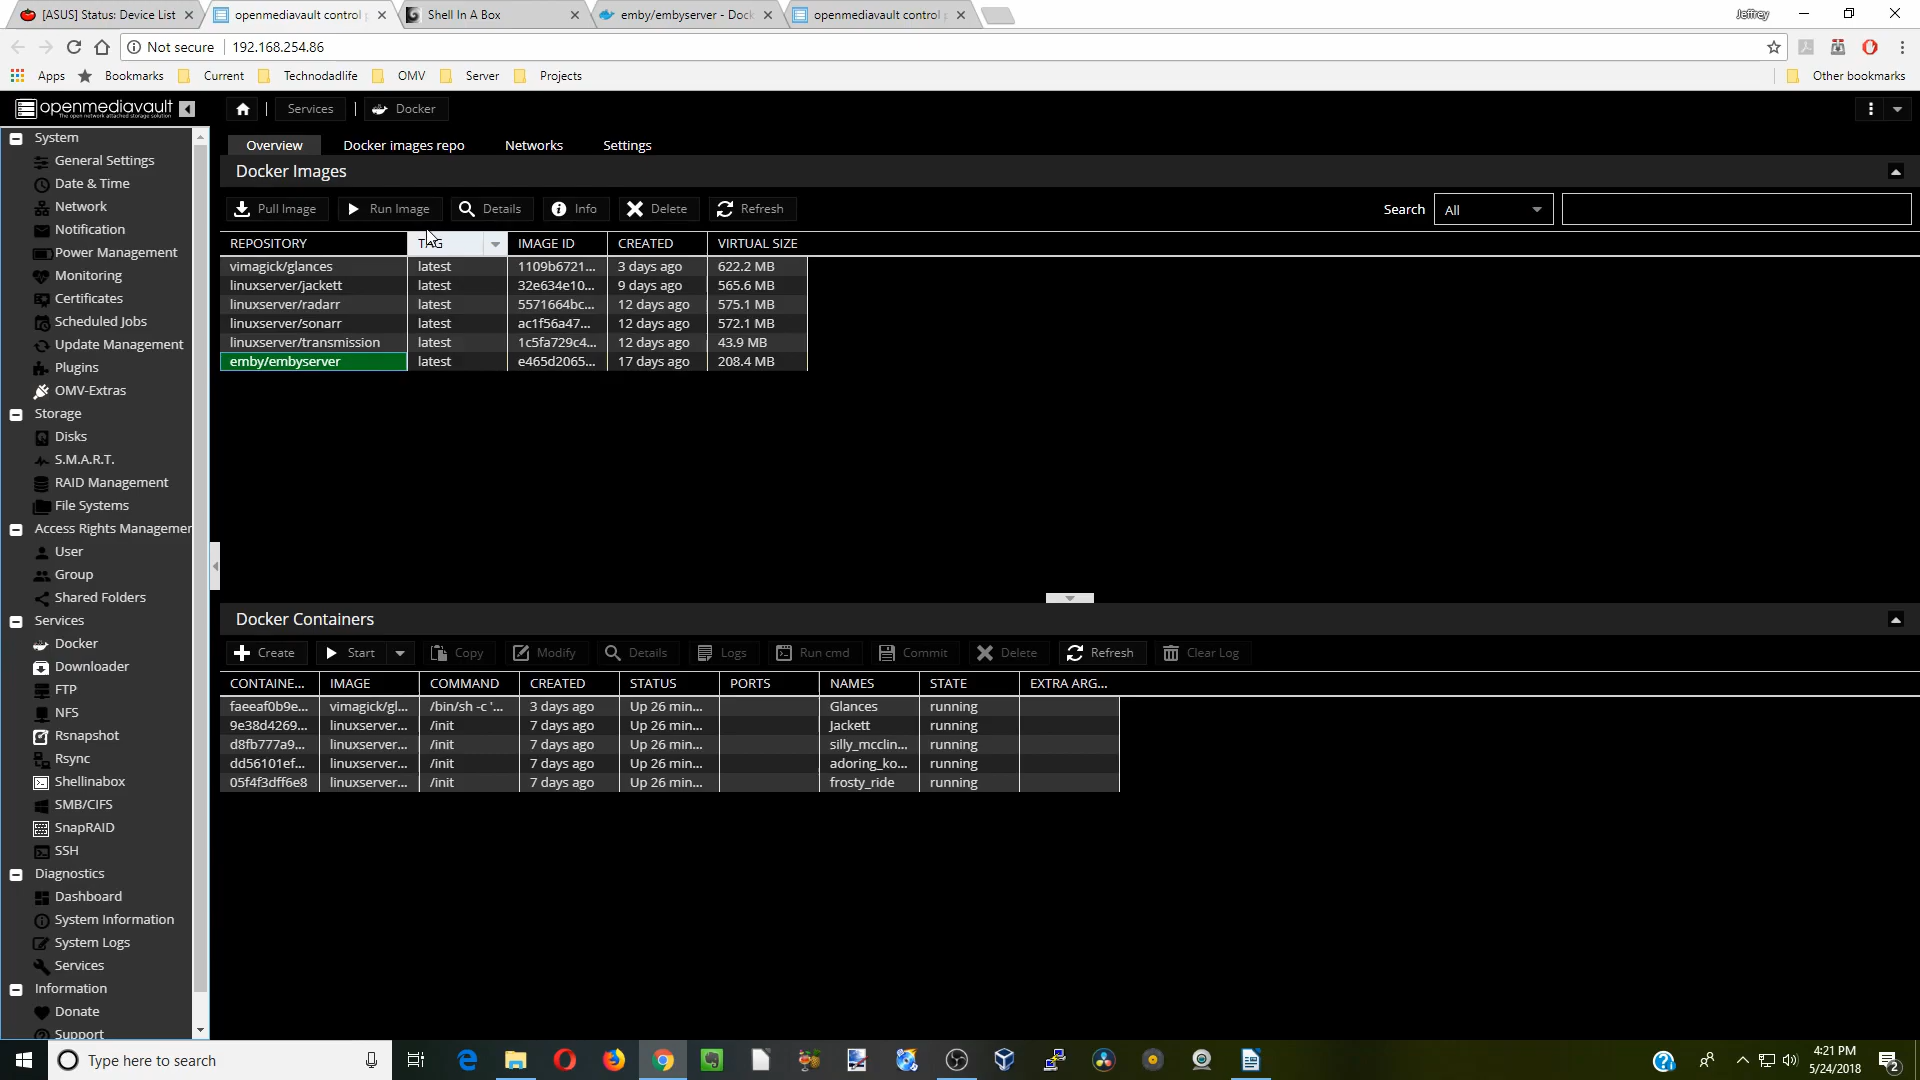 [ASUS] Status: Device List
openmediavault control
Shell In A Box
emby/embyserver - Dock
openmediavault control
Jeffrey
Not secure
192.168.254.86
Apps
Bookmarks
Current
Technodadlife
OMV
Server
Projects
Other bookmarks
openmediavault
The open network attached storage solution
Services
Docker
System
General Settings
Date & Time
Network
Notification
Power Management
Monitoring
Certificates
Scheduled Jobs
Update Management
Plugins
OMV-Extras
Storage
Disks
S.M.A.R.T.
RAID Management
File Systems
Access Rights Managemen
User
Group
Shared Folders
Services
Docker
Downloader
FTP
NFS
Rsnapshot
Rsync
Shellinabox
SMB/CIFS
SnapRAID
SSH
Diagnostics
Dashboard
System Information
System Logs
Services
Information
Donate
Support
Overview Docker images repo Networks Settings
Docker Images
Pull Image Run Image Details Info Delete Refresh Search All
REPOSITORY TAG IMAGE ID CREATED VIRTUAL SIZE
vimagick/glances latest 1109b6721... 3 days ago 622.2 MB
linuxserver/jackett latest 32e634e10... 9 days ago 565.6 MB
linuxserver/radarr latest 5571664bc... 12 days ago 575.1 MB
linuxserver/sonarr latest ac1f56a47... 12 days ago 572.1 MB
linuxserver/transmission latest 1c5fa729c4... 12 days ago 43.9 MB
emby/embyserver latest e465d2065... 17 days ago 208.4 MB
Docker Containers
Create Start Copy Modify Details Logs Run cmd Commit Delete Refresh Clear Log
CONTAINE... IMAGE COMMAND CREATED STATUS PORTS NAMES STATE EXTRA ARG...
faeeaf0b9e... vimagick/gl... /bin/sh -c '... 3 days ago Up 26 min... Glances running
9e38d4269... linuxserver... /init 7 days ago Up 26 min... Jackett running
d8fb777a9... linuxserver... /init 7 days ago Up 26 min... silly_mcclin... running
dd56101ef... linuxserver... /init 7 days ago Up 26 min... adoring_ko... running
05f4f3dff6e8 linuxserver... /init 7 days ago Up 26 min... frosty_ride running
Type here to search
4:21 PM
5/24/2018
2